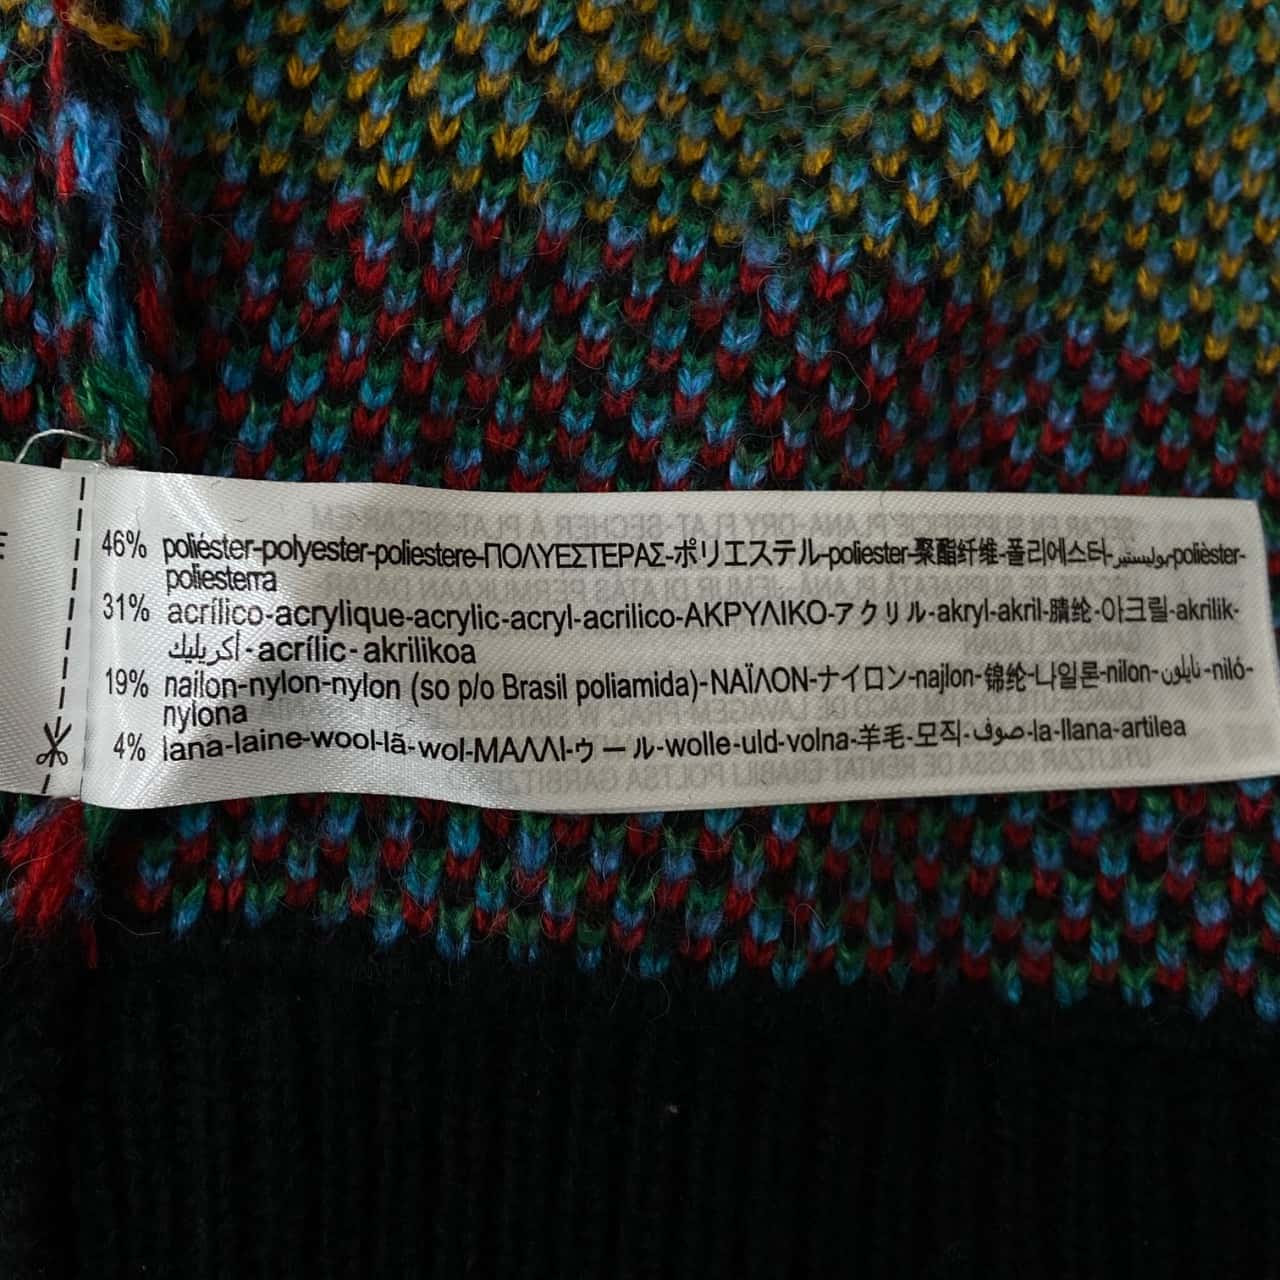 46% poliéster-polyester-poliestere-ΠΟΛΥΕΣΤΕΡΑΣ-ポリエステル-poliester-聚酯纤维-폴리에스터-بوليستير-polièster-
poliesterra
31% acrílico-acrylique-acrylic-acryl-acrilico-ΑΚΡΥΛΙΚΟ-アクリル-akryl-akril-腈纶-아크릴-akrilik-
أكريليك-acrílic-akrilikoa
19% nailon-nylon-nylon (so p/o Brasil poliamida)-ΝΑΪΛΟΝ-ナイロン-najlon-锦纶-나일론-nilon-نايلون-niló-
nylona
4% lana-laine-wool-lã-wol-ΜΑΛΛΙ-ウール-wolle-uld-volna-羊毛-모직-صوف-la-llana-artilea